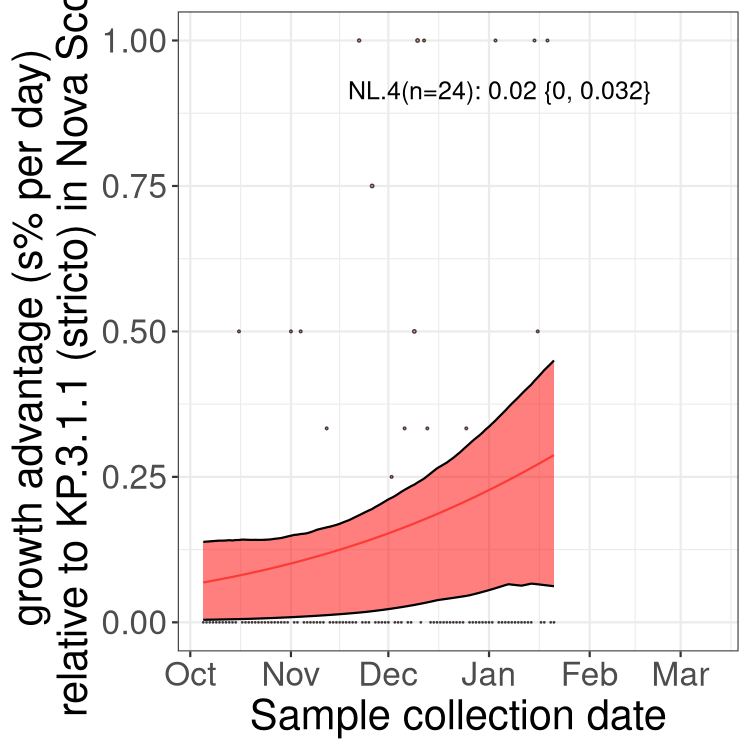 growth advantage (s% per day)
relative to KP.3.1.1 (stricto) in Nova Sco
1.00
0.75
0.50
0.25
0.00
NL.4(n=24): 0.02 {0, 0.032}
Oct Nov Dec Jan Feb Mar
Sample collection date